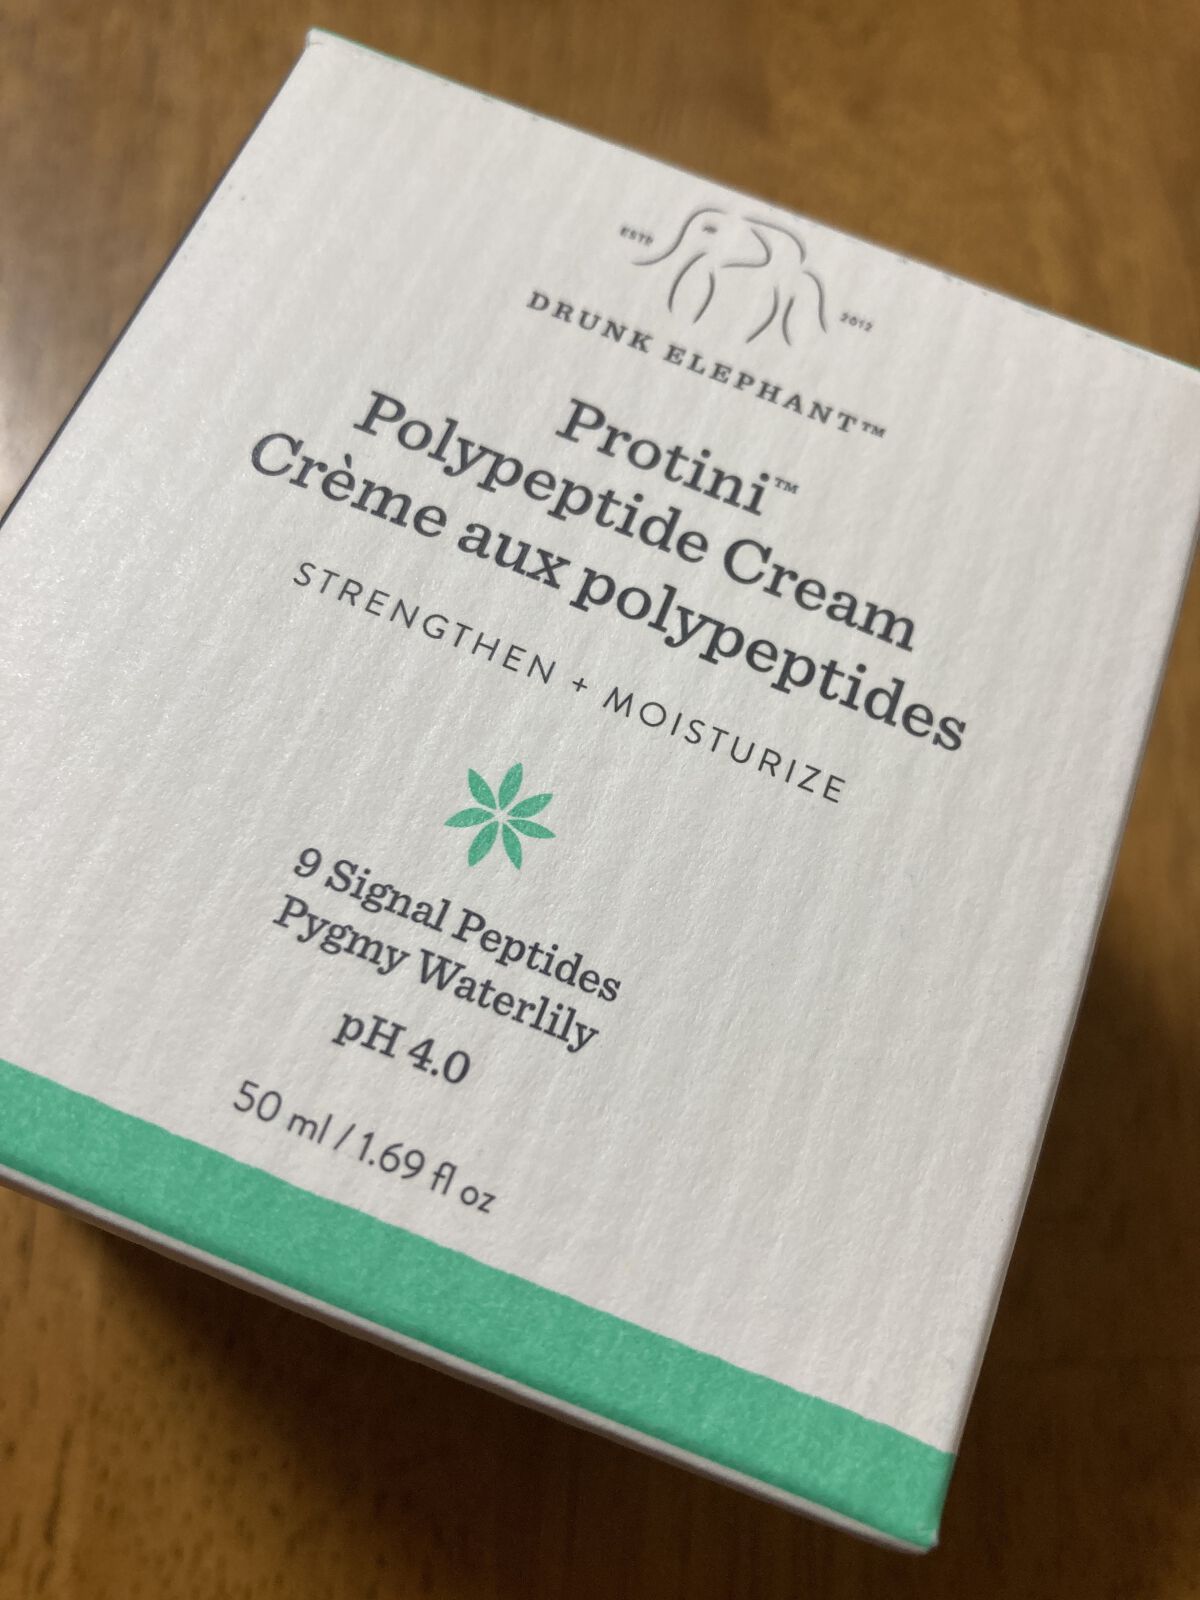 ESTD 2012
DRUNK ELEPHANT™
Protini™
Polypeptide Cream
Crème aux polypeptides
STRENGTHEN + MOISTURIZE
9 Signal Peptides
Pygmy Waterlily
pH 4.0
50 ml / 1.69 fl oz